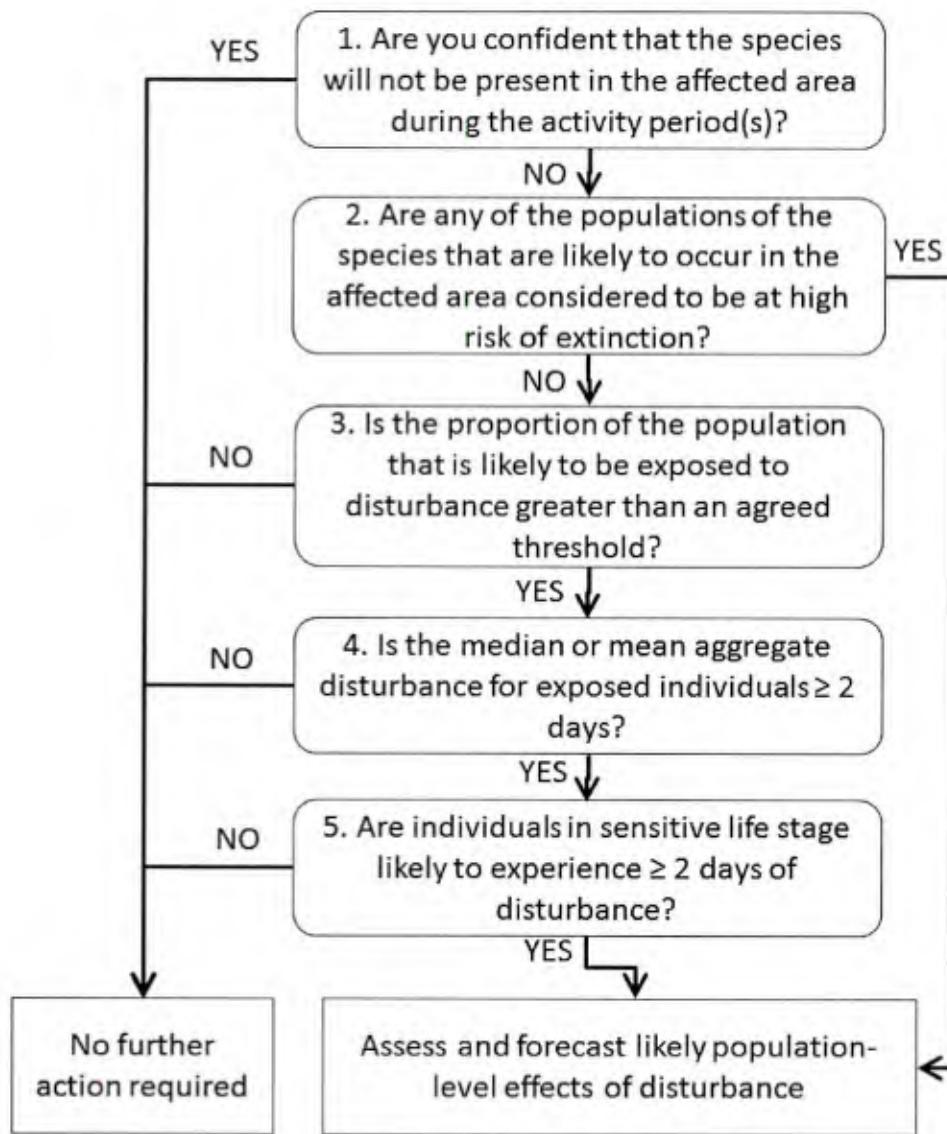 YES
1. Are you confident that the species
will not be present in the affected area
during the activity period(s)?
NO
2. Are any of the populations of the
species that are likely to occur in the
affected area considered to be at high
risk of extinction?
YES
NO
NO
3. Is the proportion of the population
that is likely to be exposed to
disturbance greater than an agreed
threshold?
YES
NO
4. Is the median or mean aggregate
disturbance for exposed individuals ≥ 2
days?
YES
NO
5. Are individuals in sensitive life stage
likely to experience ≥ 2 days of
disturbance?
YES
No further
action required
Assess and forecast likely population-
level effects of disturbance